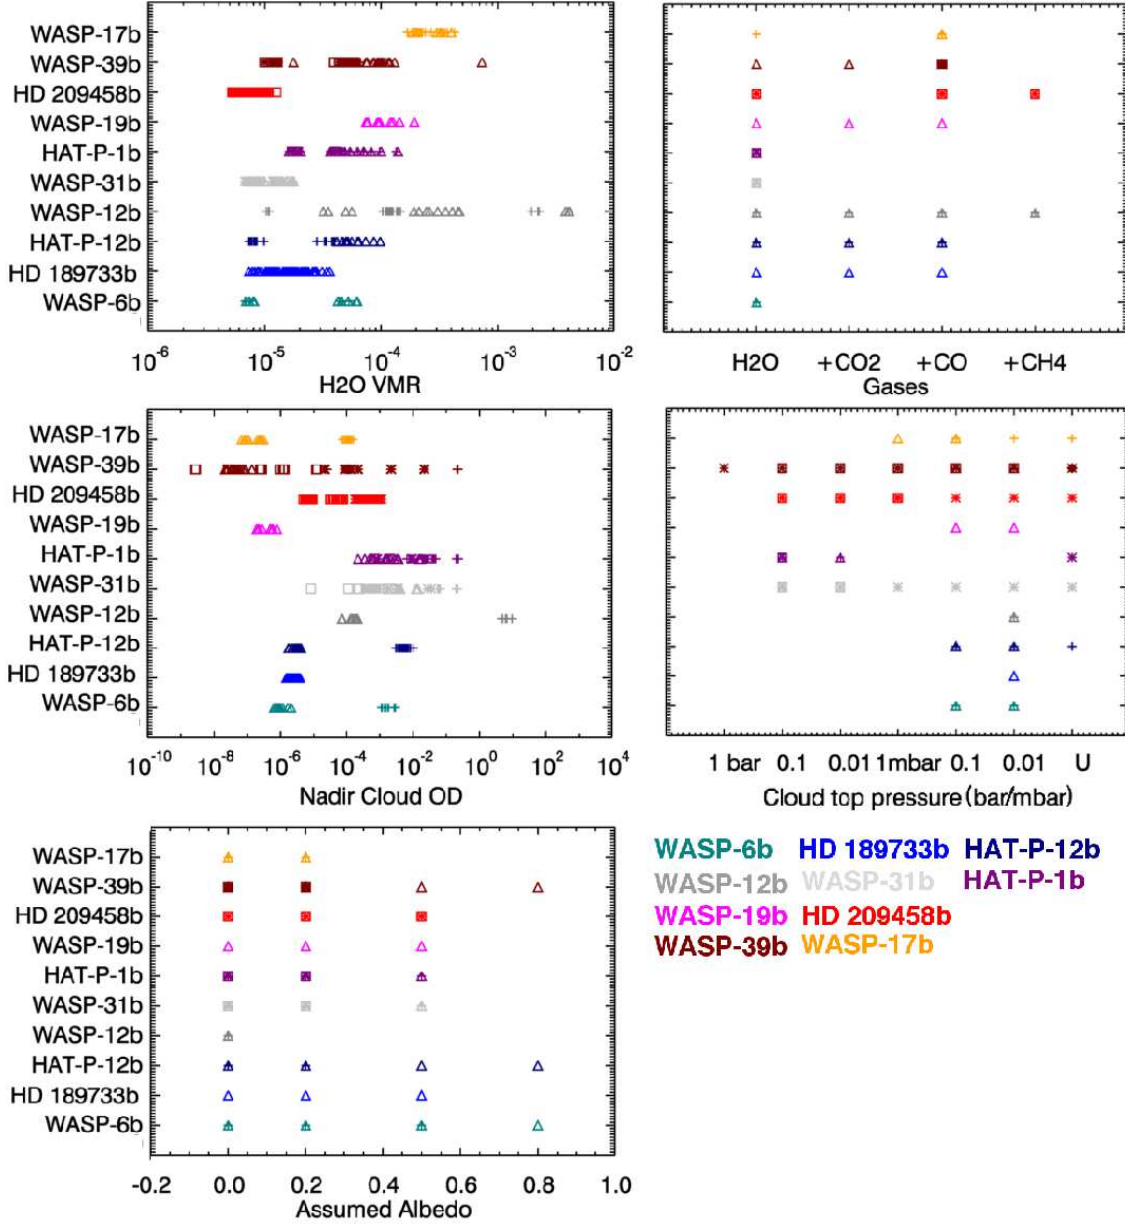 WASP-17b
WASP-39b
HD 209458b
WASP-19b
HAT-P-1b
WASP-31b
WASP-12b
HAT-P-12b
HD 189733b
WASP-6b
10-6 10-5 10-4 10-3 10-2
H2O VMR
H2O +CO2 +CO +CH4
Gases
WASP-17b
WASP-39b
HD 209458b
WASP-19b
HAT-P-1b
WASP-31b
WASP-12b
HAT-P-12b
HD 189733b
WASP-6b
10-10 10-8 10-6 10-4 10-2 100 102 104
Nadir Cloud OD
1 bar 0.1 0.01 1mbar 0.1 0.01 U
Cloud top pressure(bar/mbar)
WASP-17b
WASP-39b
HD 209458b
WASP-19b
HAT-P-1b
WASP-31b
WASP-12b
HAT-P-12b
HD 189733b
WASP-6b
-0.2 0.0 0.2 0.4 0.6 0.8 1.0
Assumed Albedo
WASP-6b HD 189733b HAT-P-12b
WASP-12b WASP-31b HAT-P-1b
WASP-19b HD 209458b
WASP-39b WASP-17b